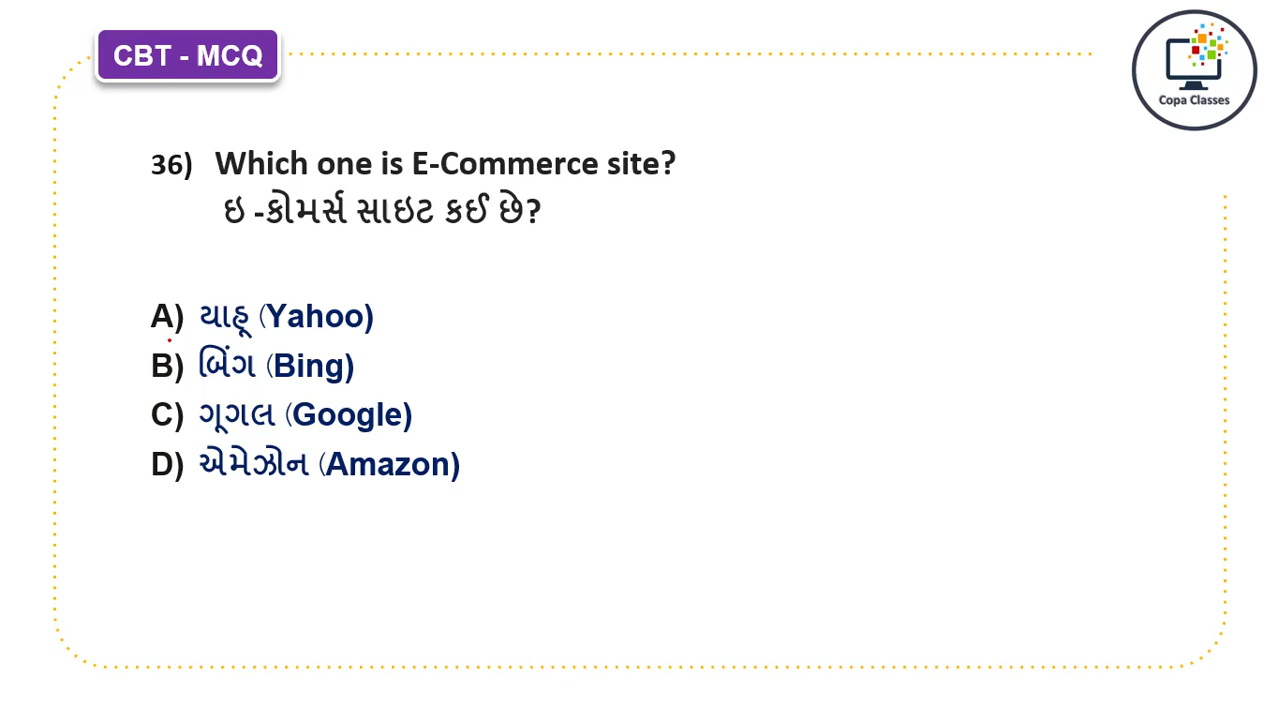 CBT - MCQ
Copa Classes
36) Which one is E-Commerce site?
ઇ -કોમર્સ સાઇટ કઈ છે?
A) યાહૂ (Yahoo)
B) બિંગ (Bing)
C) ગૂગલ (Google)
D) એમેઝોન (Amazon)